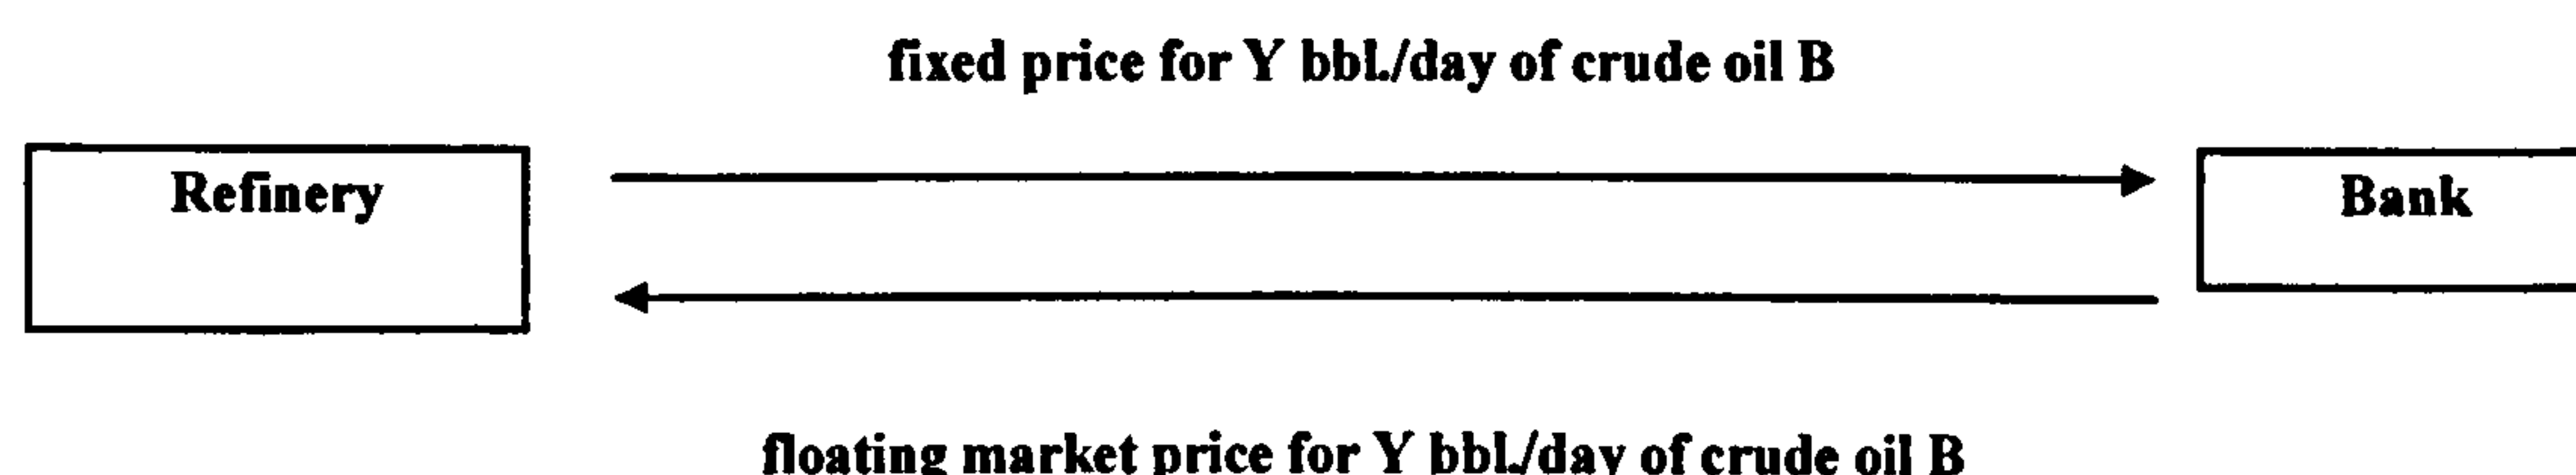 fixed price for Y bbl./day of crude oil B
Refinery
Bank
floating market price for Y bbl./day of crude oil B